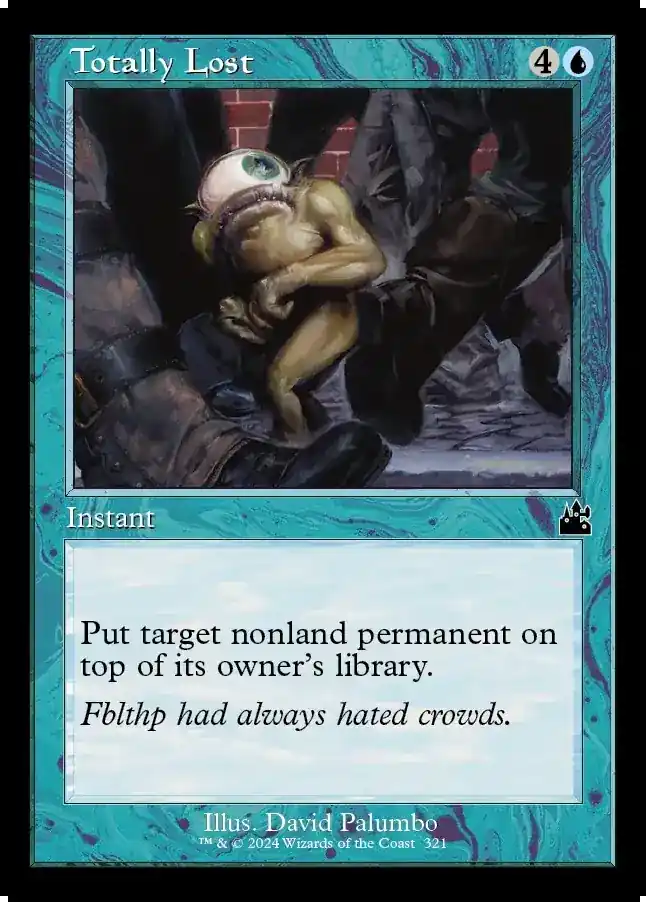 Totally Lost 4
Instant
Put target nonland permanent on
top of its owner's library.
Fblthp had always hated crowds.
Illus. David Palumbo
™ & © 2024 Wizards of the Coast 321